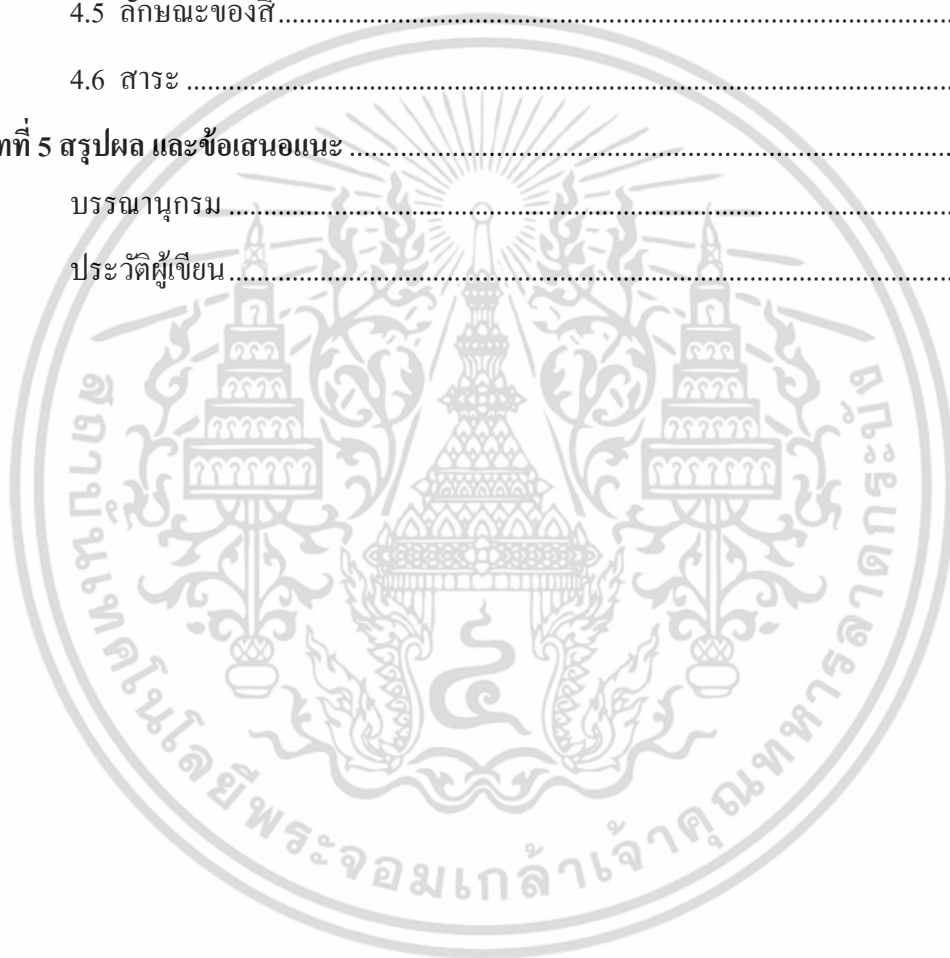 4.5 ลักษณะของสี
4.6 สาระ
ทที่ 5 สรุปผล และข้อเสนอแนะ
บรรณานุกรม
ประวัติผู้เขียน
สถาบันเทคโนโลยีพระจอมเกล้าเจ้าคุณทหารลาดกระบัง